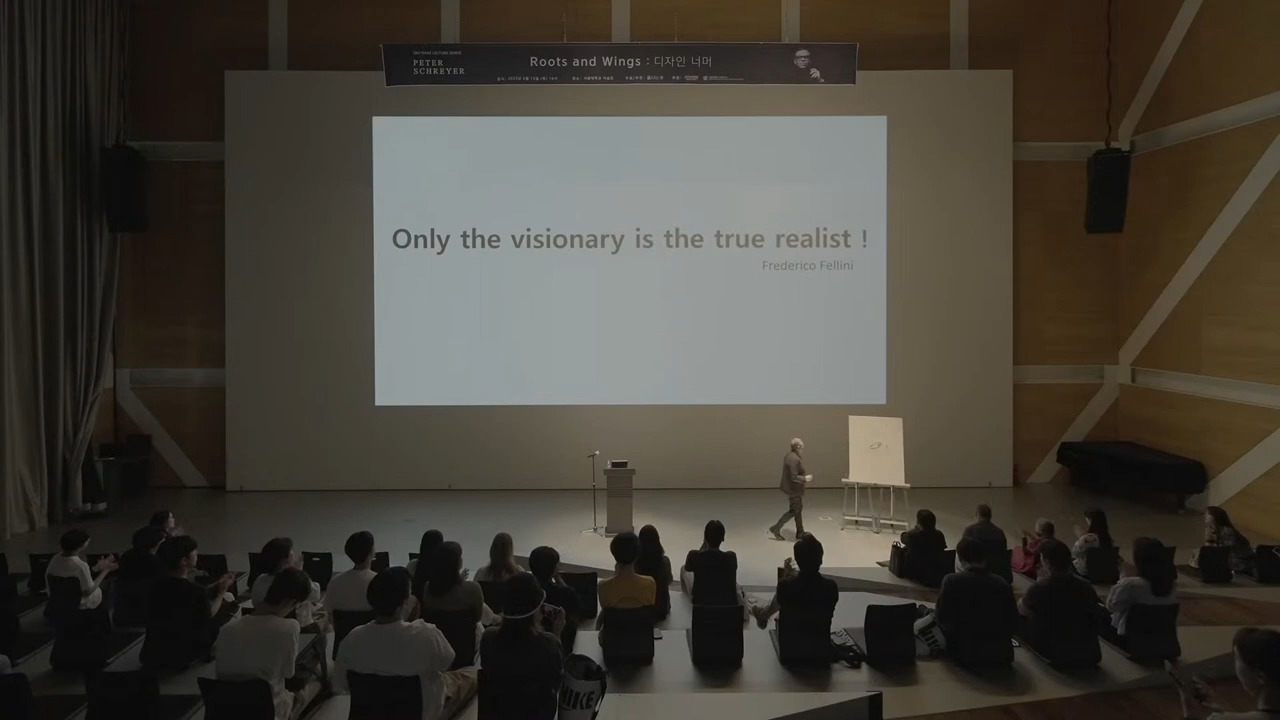 PETER
SCHREYER
Roots and Wings : 디자인 너머
Only the visionary is the true realist !
Frederico Fellini
NIKE